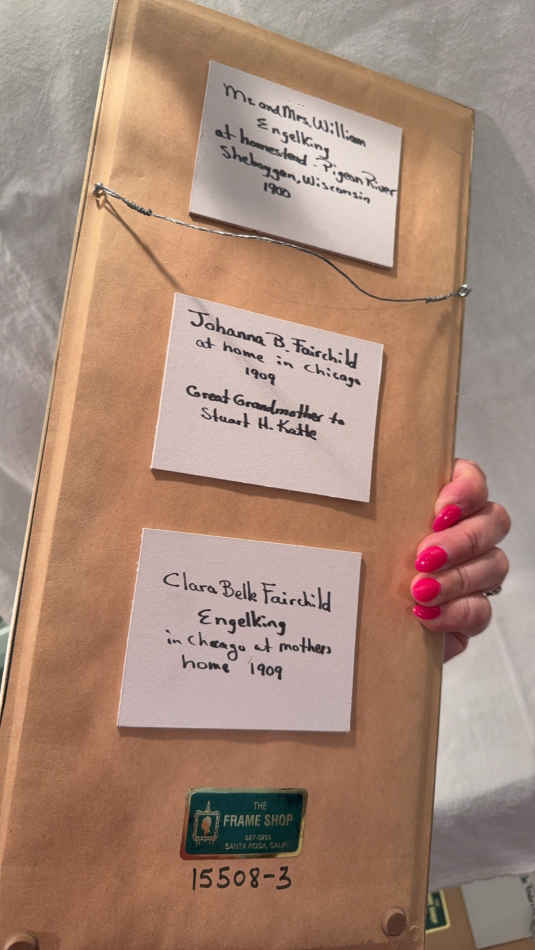 Mr. and Mrs. William
Engelking
at homestead - Pigeon River
Sheboygan, Wisconsin
1900
Johanna B. Fairchild
at home in Chicago
1909
Great Grandmother to
Stuart H. Katte
Clara Belle Fairchild
Engelking
in Chicago at mothers
home 1909
THE
FRAME SHOP
SANTA ROSA, CALIF.
15508-3